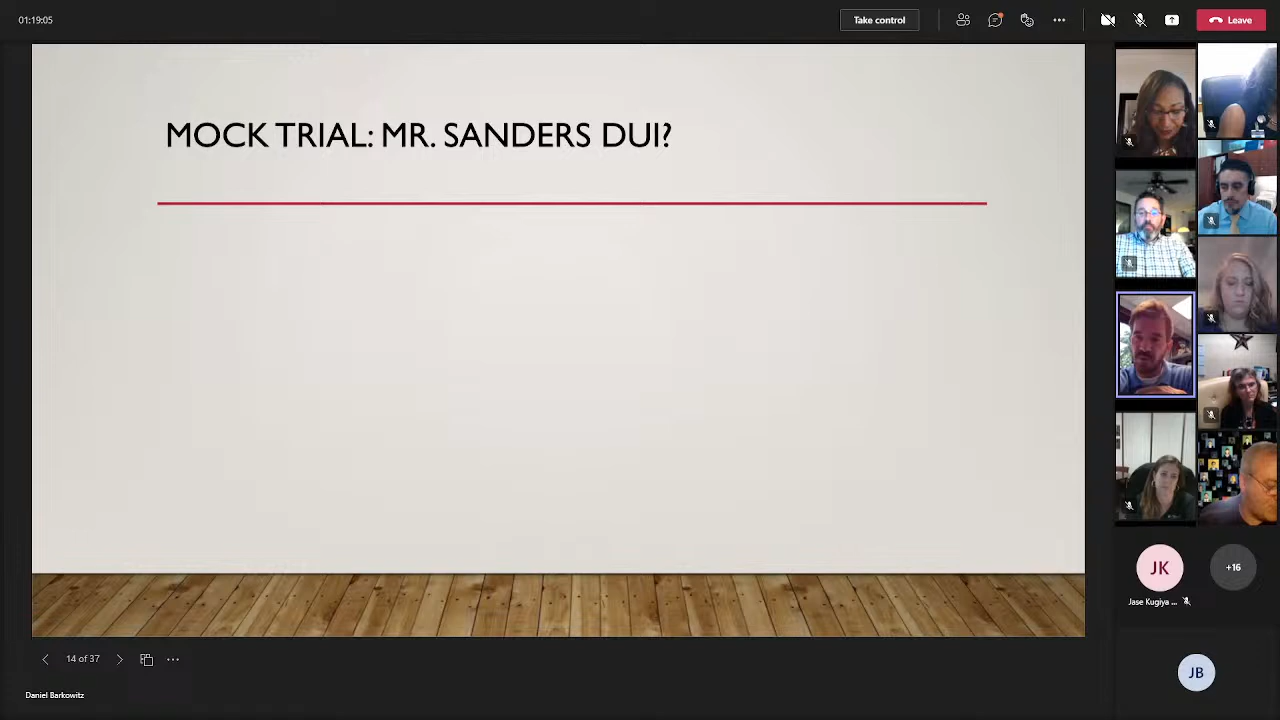 01:19:05
Take control
Leave
MOCK TRIAL: MR. SANDERS DUI?
JK
+16
Jase Kugiya ...
14 of 37
JB
Daniel Barkowitz